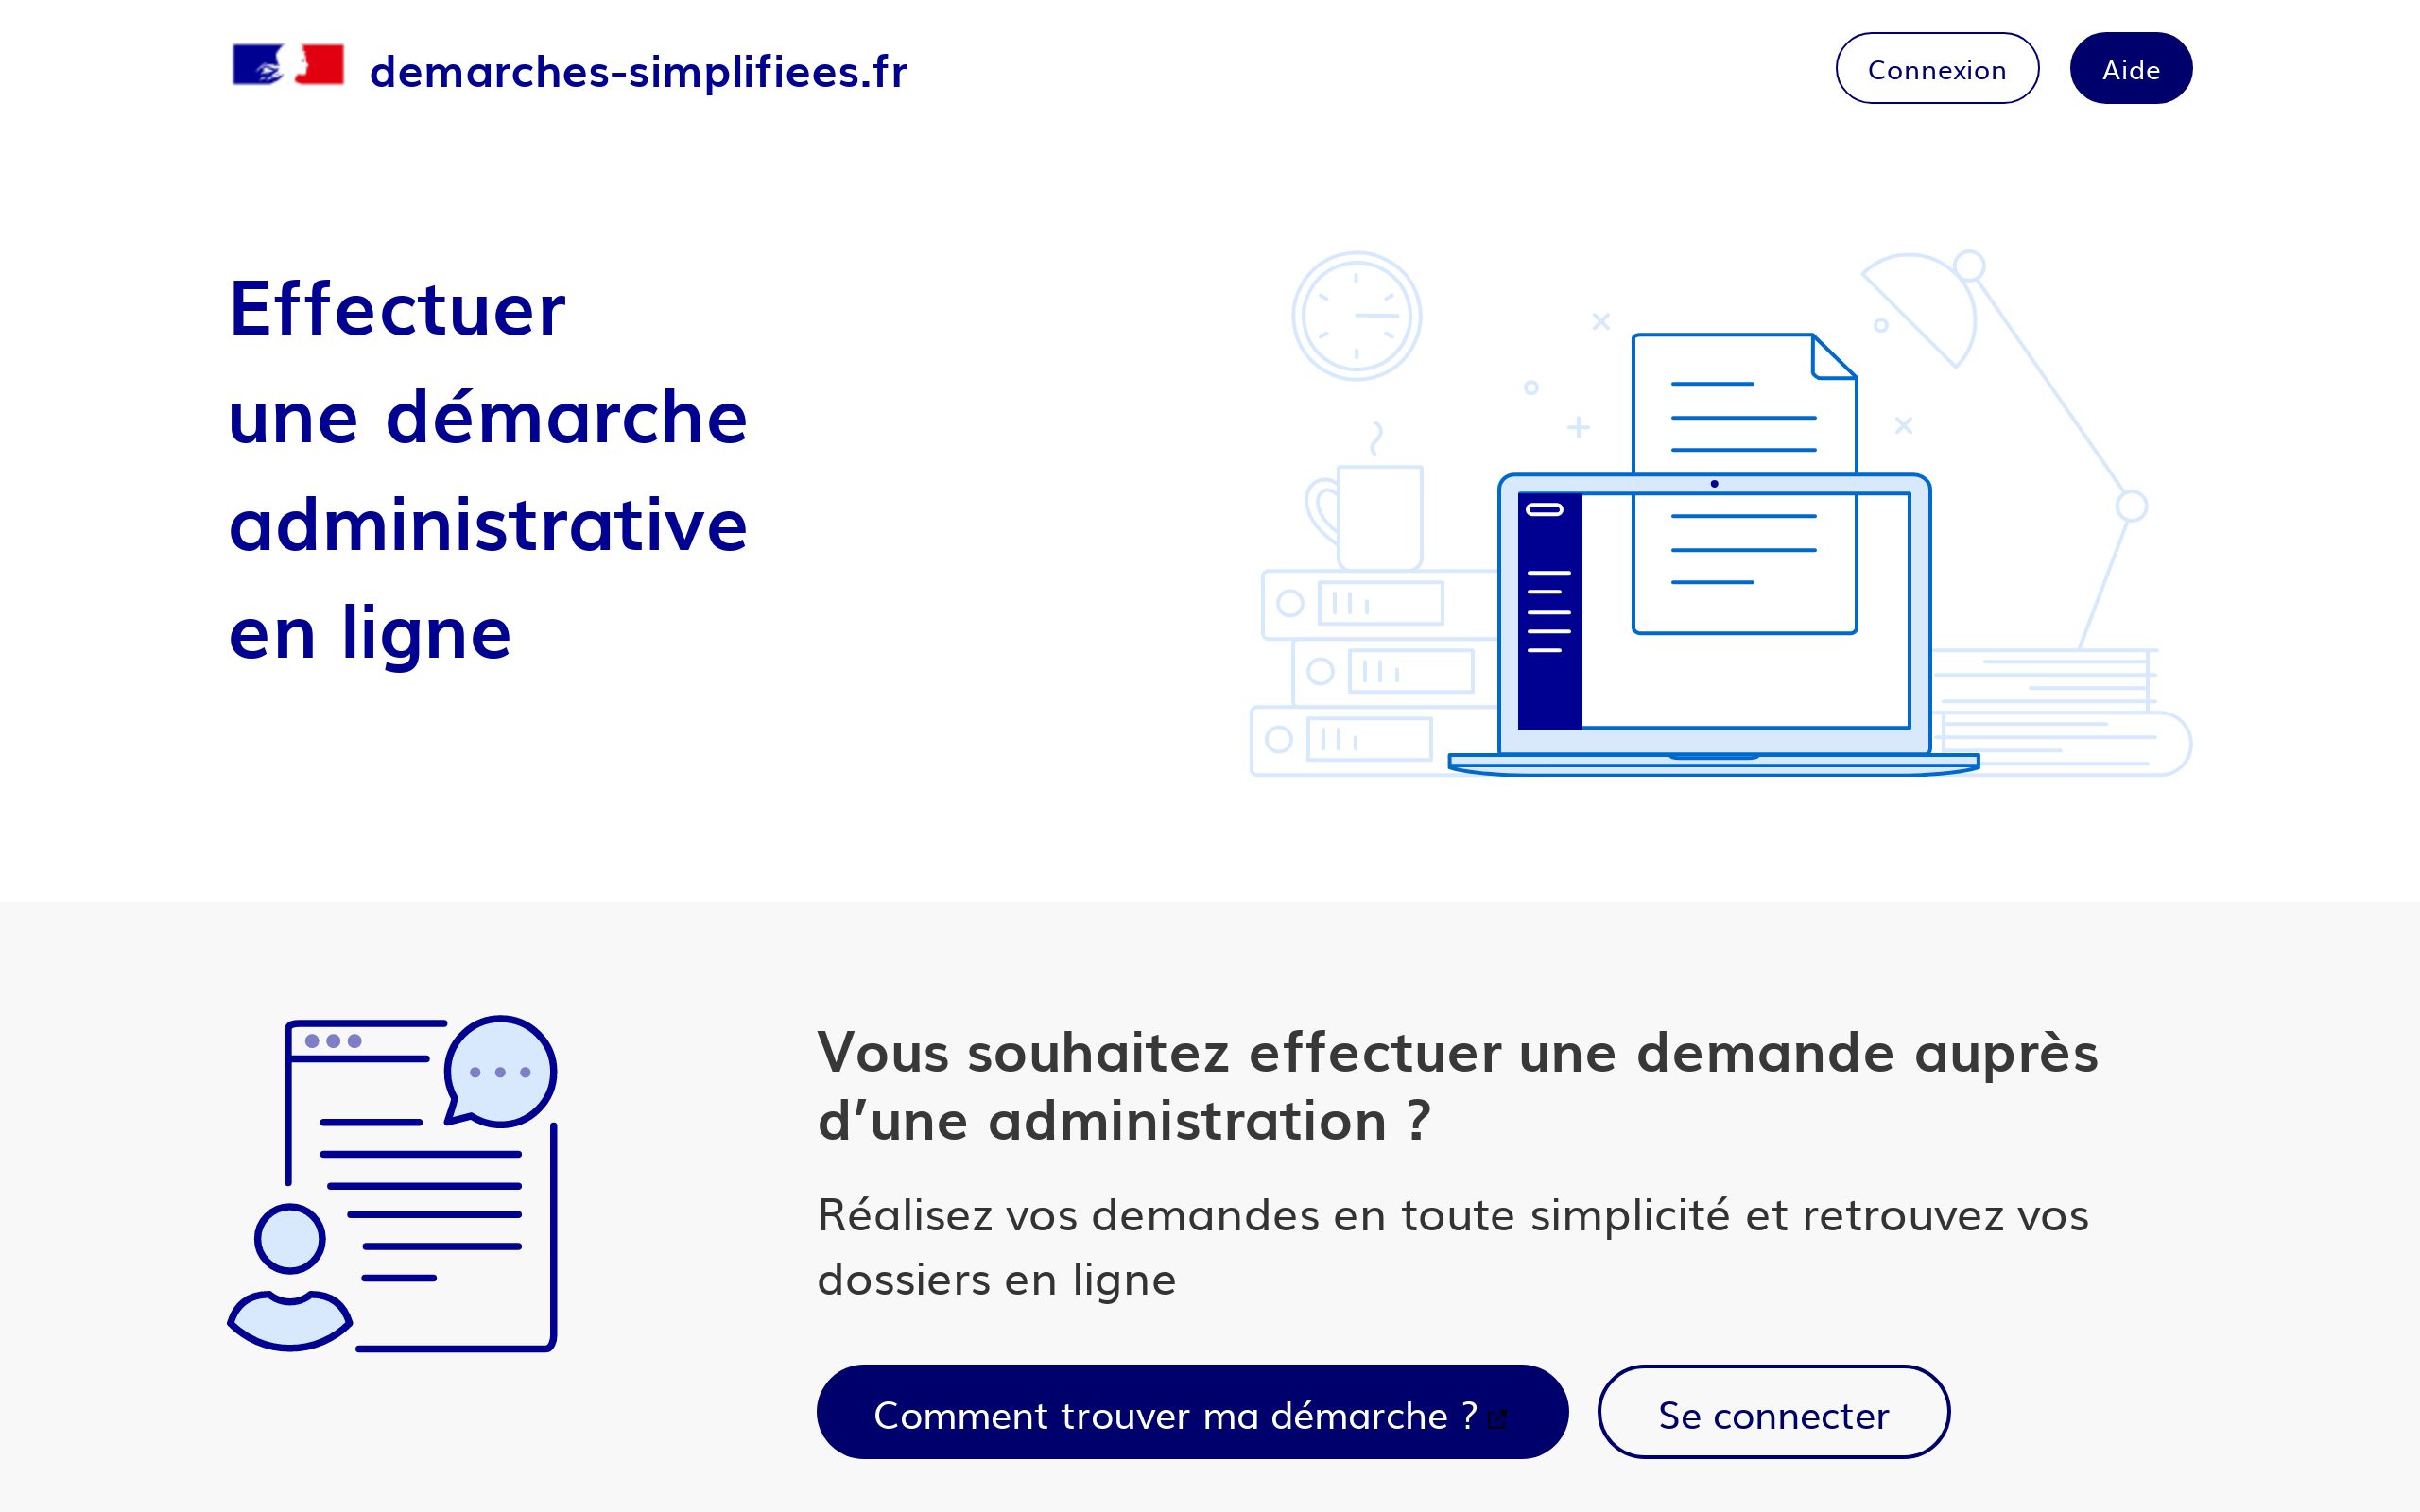 demarches-simplifiees.fr
Connexion
Aide
Effectuer
une démarche
administrative
en ligne
Vous souhaitez effectuer une demande auprès
d’une administration ?
Réalisez vos demandes en toute simplicité et retrouvez vos
dossiers en ligne
Comment trouver ma démarche ?
Se connecter